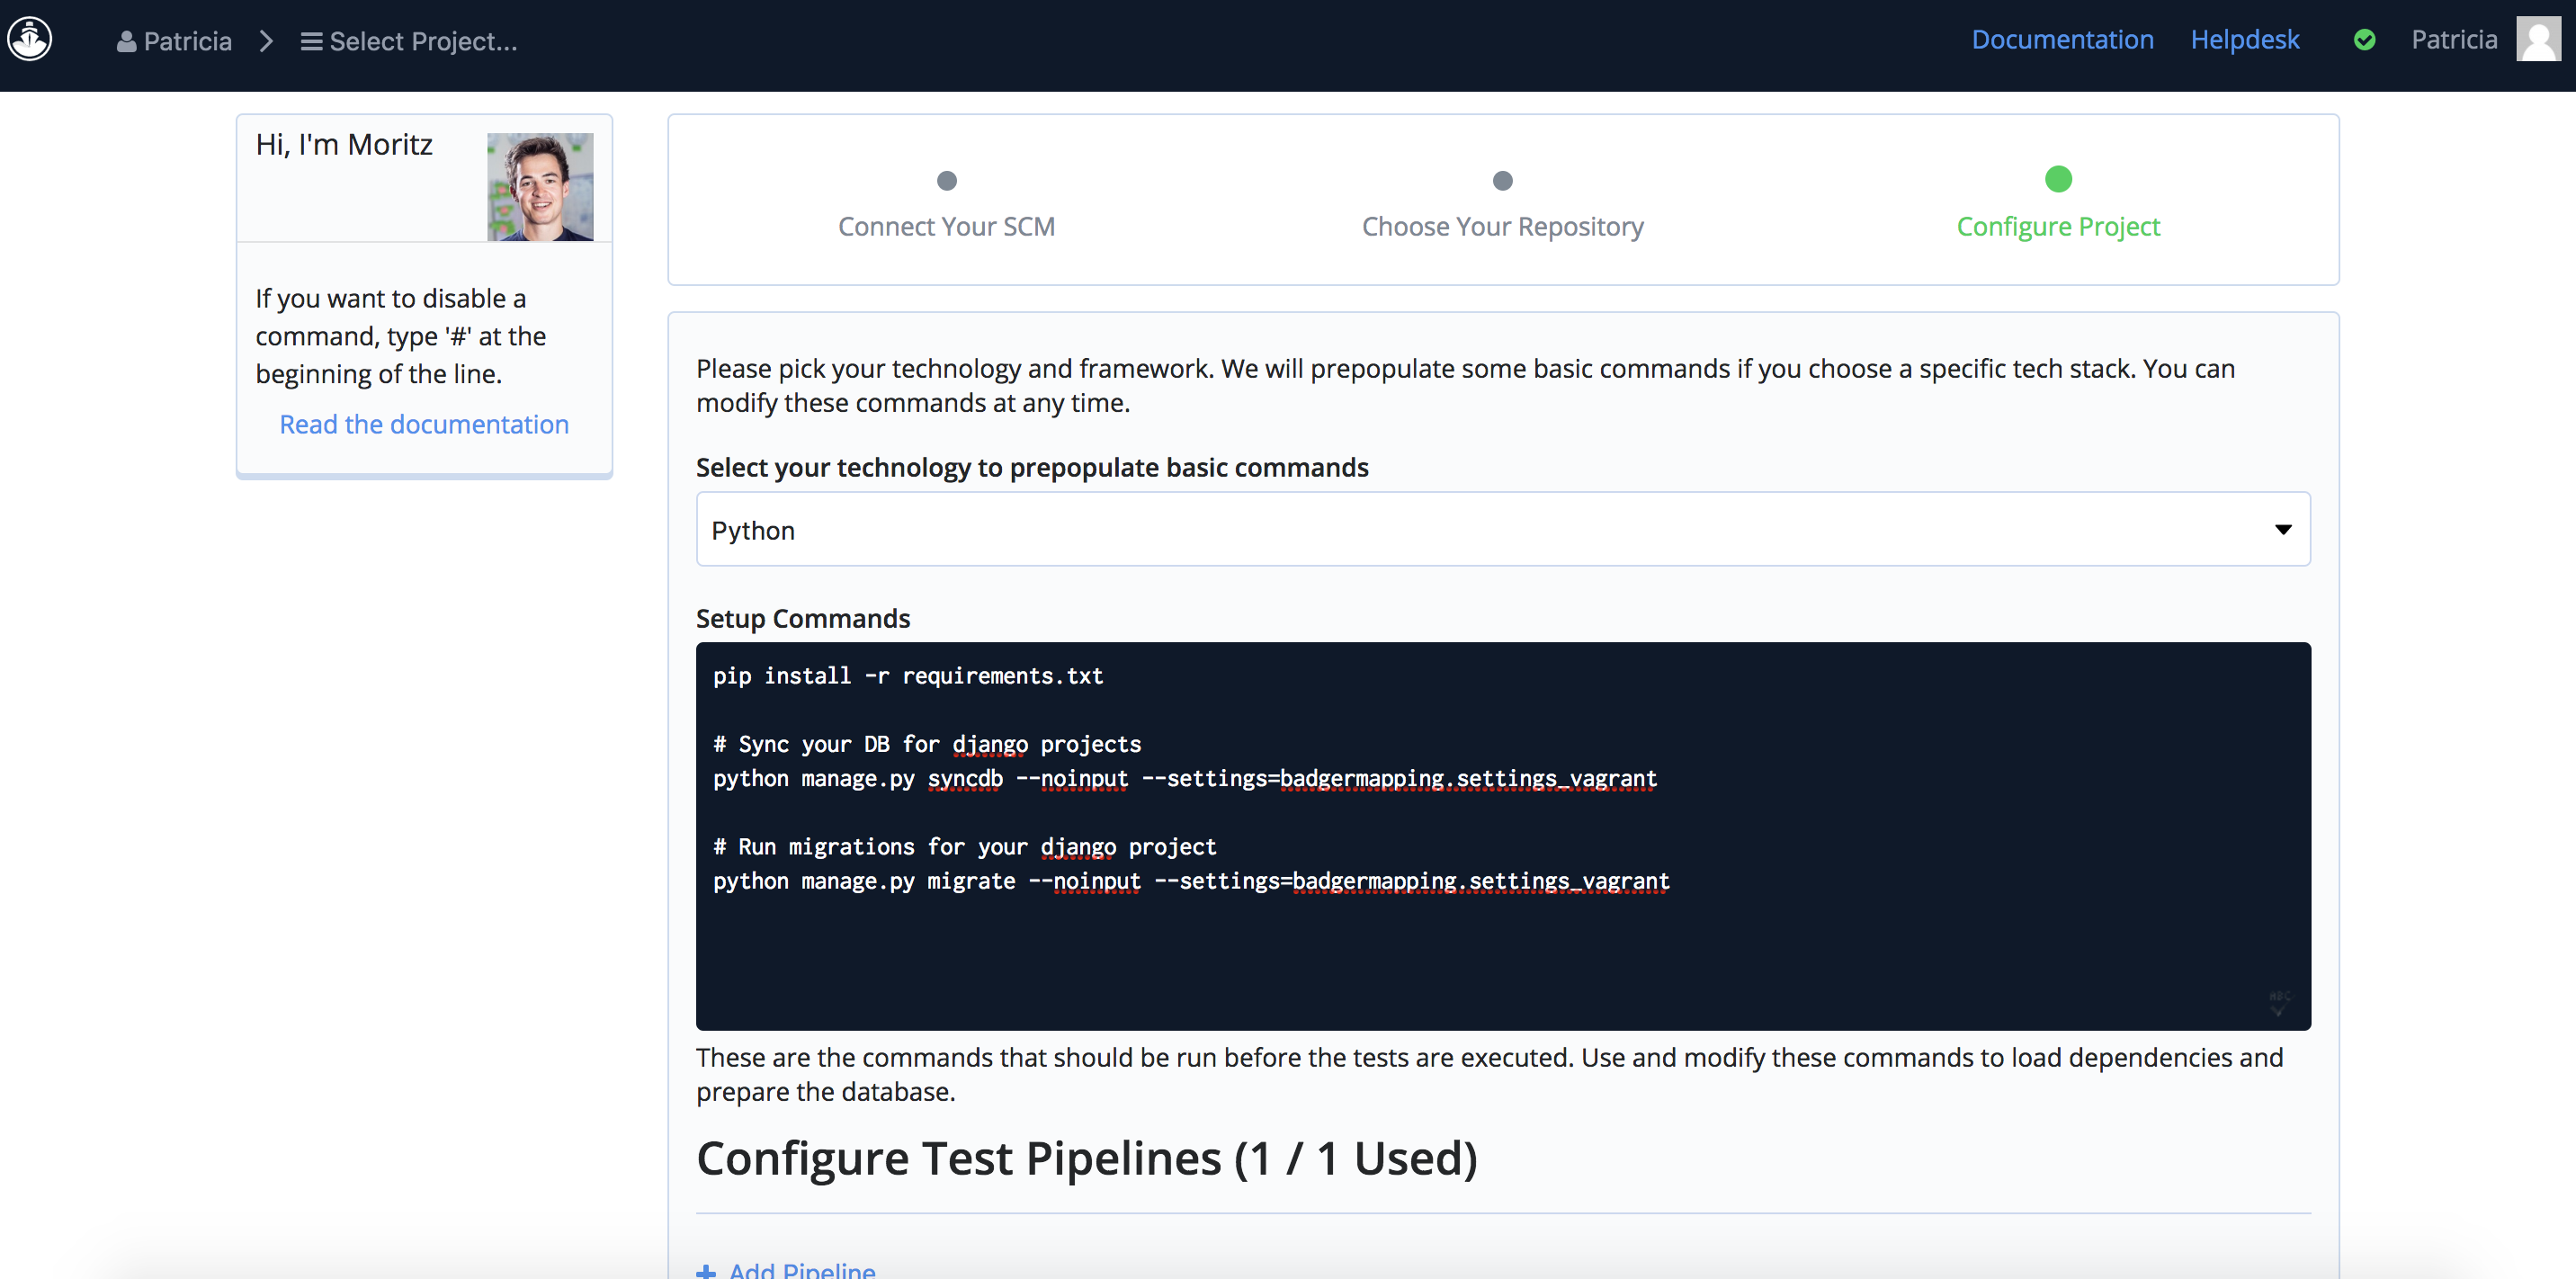 Patricia
Select Project...
Documentation
Helpdesk
Patricia
Hi, I'm Moritz
If you want to disable a
command, type '#' at the
beginning of the line.
Read the documentation
Connect Your SCM
Choose Your Repository
Configure Project
Please pick your technology and framework. We will prepopulate some basic commands if you choose a specific tech stack. You can
modify these commands at any time.
Select your technology to prepopulate basic commands
Python
Setup Commands
pip install -r requirements.txt
# Sync your DB for django projects
python manage.py syncdb --noinput --settings=badgermapping.settings_vagrant
# Run migrations for your django project
python manage.py migrate --noinput --settings=badgermapping.settings_vagrant
ABC
These are the commands that should be run before the tests are executed. Use and modify these commands to load dependencies and
prepare the database.
Configure Test Pipelines (1 / 1 Used)
Add Pipeline